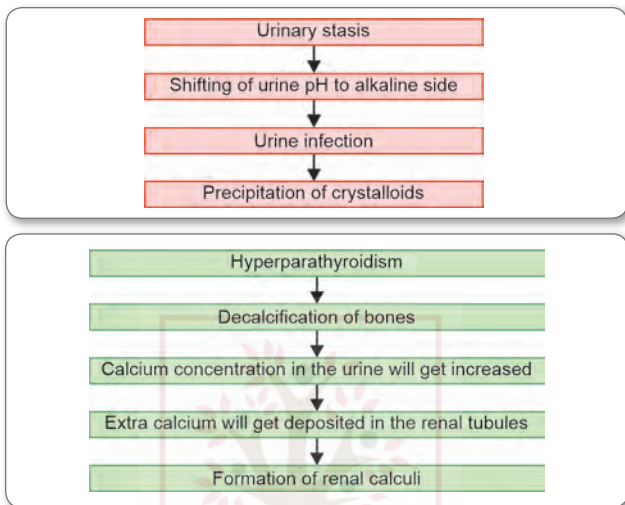 Urinary stasis
Shifting of urine pH to alkaline side
Urine infection
Precipitation of crystalloids
Hyperparathyroidism
Decalcification of bones
Calcium concentration in the urine will get increased
Extra calcium will get deposited in the renal tubules
Formation of renal calculi